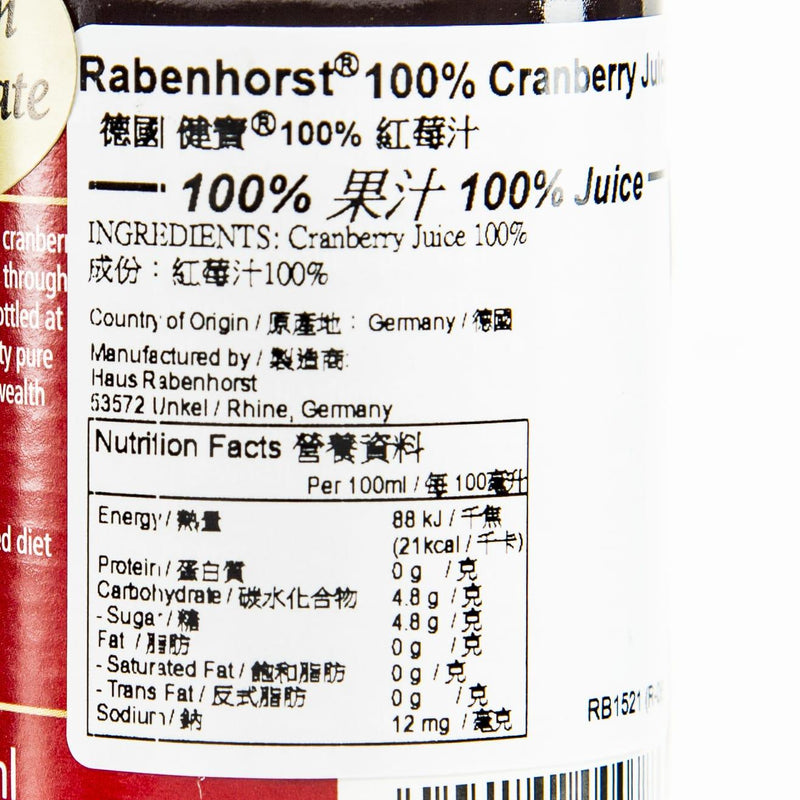 ate
Rabenhorst® 100% Cranberry
德國 健寶® 100% 紅莓汁
100% 果汁 100% Juice
INGREDIENTS: Cranberry Juice 100%
成份：紅莓汁100%
Country of Origin / 原產地： Germany / 德國
Manufactured by / 製造商:
Haus Rabenhorst
53572 Unkel / Rhine, Germany
Nutrition Facts 營養資料
Per 100ml / 每 100毫升
Energy / 熱量 88 kJ / 千焦
(21kcal / 千卡)
Protein / 蛋白質 0 g / 克
Carbohydrate / 碳水化合物 4.8 g / 克
- Sugar / 糖 4.8 g / 克
Fat / 脂肪 0 g / 克
- Saturated Fat / 飽和脂肪 0 g / 克
- Trans Fat / 反式脂肪 0 g / 克
Sodium / 鈉 12 mg / 毫克
RB1521
cranberr
through
ottled at
ty pure
wealth
ed diet